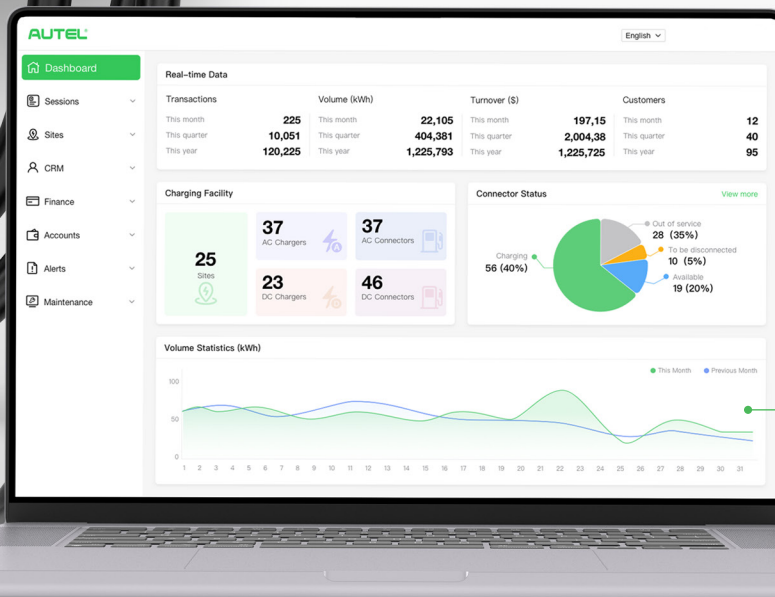 AUTEL
English
Dashboard
Sessions
Sites
CRM
Finance
Accounts
Alerts
Maintenance
Real-time Data
Transactions
This month 225
This quarter 10,051
This year 120,225
Volume (kWh)
This month 22,105
This quarter 404,381
This year 1,225,793
Turnover ($)
This month 197,15
This quarter 2,004,38
This year 1,225,725
Customers
This month 12
This quarter 40
This year 95
Charging Facility
25
Sites
37
AC Chargers
37
AC Connectors
23
DC Chargers
46
DC Connectors
Connector Status
View more
Out of service
28 (35%)
To be disconnected
10 (5%)
Charging
56 (40%)
Available
19 (20%)
Volume Statistics (kWh)
This Month
Previous Month
100
50
0
1 2 3 4 5 6 7 8 9 10 11 12 13 14 15 16 17 18 19 20 21 22 23 24 25 26 27 28 29 30 31